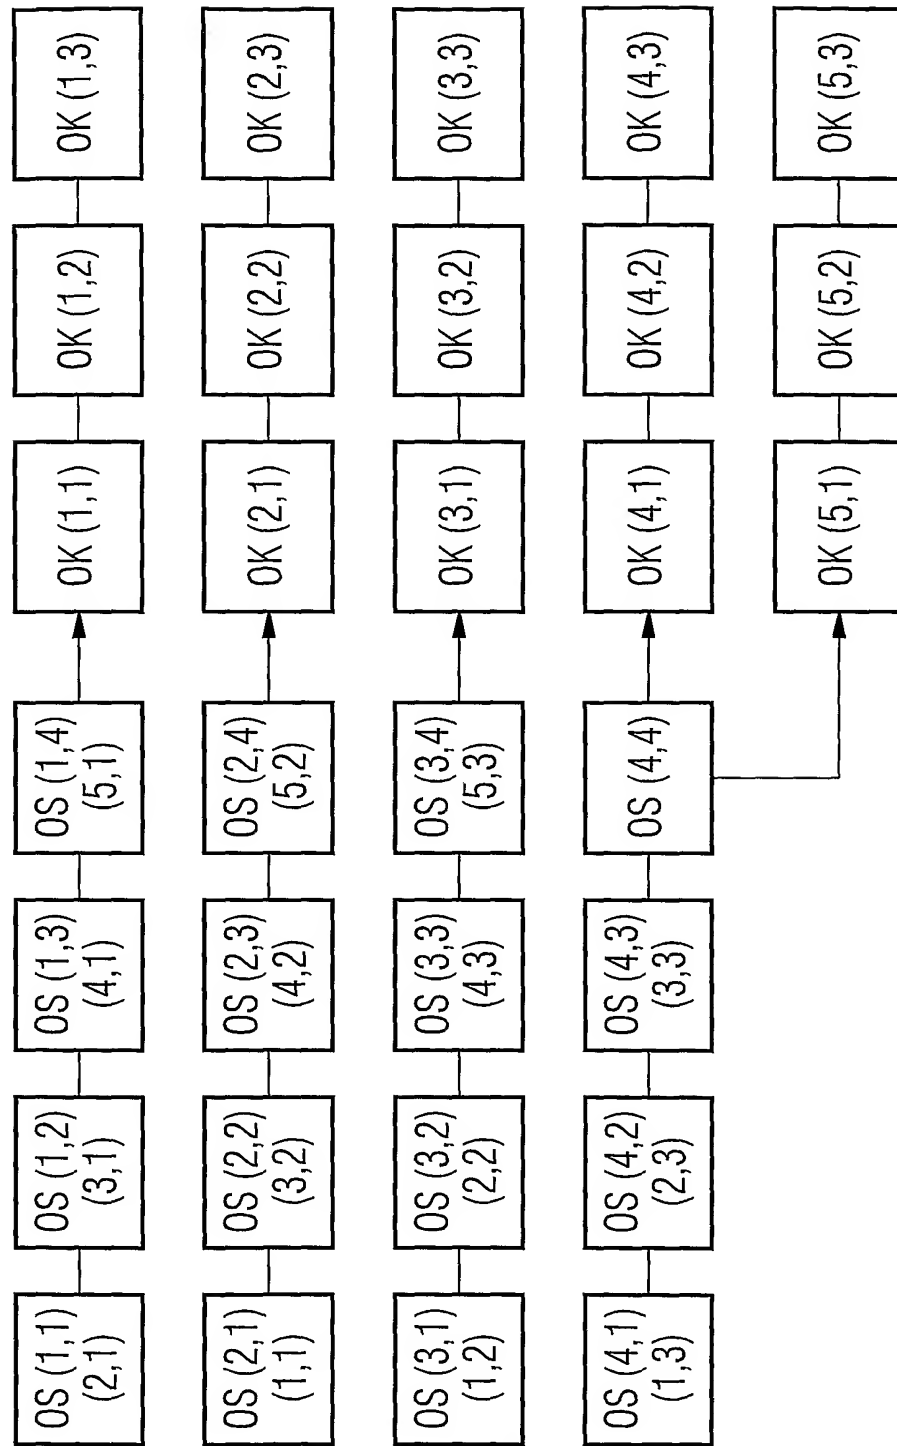 OS (1,1)
(2,1)
OS (1,2)
(3,1)
OS (1,3)
(4,1)
OS (1,4)
(5,1)
OK (1,1)
OK (1,2)
OK (1,3)
OS (2,1)
(1,1)
OS (2,2)
(3,2)
OS (2,3)
(4,2)
OS (2,4)
(5,2)
OK (2,1)
OK (2,2)
OK (2,3)
OS (3,1)
(1,2)
OS (3,2)
(2,2)
OS (3,3)
(4,3)
OS (3,4)
(5,3)
OK (3,1)
OK (3,2)
OK (3,3)
OS (4,1)
(1,3)
OS (4,2)
(2,3)
OS (4,3)
(3,3)
OS (4,4)
OK (4,1)
OK (4,2)
OK (4,3)
OK (5,1)
OK (5,2)
OK (5,3)